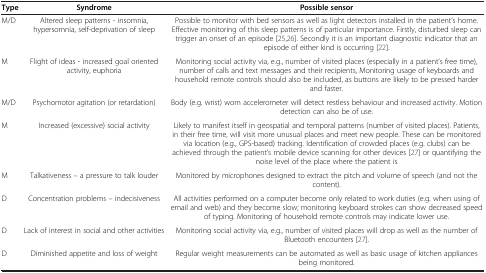 Type Syndrome Possible sensor
M/D Altered sleep patterns - insomnia, Possible to monitor with bed sensors as well as light detectors installed in the patient's home.
hypersomnia, self-deprivation of sleep Effective monitoring of this sleep patterns is of particular importance. Firstly, disturbed sleep can
trigger an onset of an episode [25,26]. Secondly it is an important diagnostic indicator that an
episode of either kind is occurring [22].
M Flight of ideas - increased goal oriented Monitoring social activity via, e.g., number of visited places (especially in a patient's free time),
activity, euphoria number of calls and text messages and their recipients, Monitoring usage of keyboards and
household remote controls should also be included, as buttons are likely to be pressed harder
and faster.
M/D Psychomotor agitation (or retardation) Body (e.g. wrist) worn accelerometer will detect restless behaviour and increased activity. Motion
detection can also be of use.
M Increased (excessive) social activity Likely to manifest itself in geospatial and temporal patterns (number of visited places). Patients,
in their free time, will visit more unusual places and meet new people. These can be monitored
via location (e.g., GPS-based) tracking. Identification of crowded places (e.g. clubs) can be
achieved through the patient's mobile device scanning for other devices [27] or quantifying the
noise level of the place where the patient is
M Talkativeness – a pressure to talk louder Monitored by microphones designed to extract the pitch and volume of speech (and not the
content).
D Concentration problems – indecisiveness All activities performed on a computer become only related to work duties (e.g. when using of
email and web) and they become slow; monitoring keyboard strokes can show decreased speed
of typing. Monitoring of household remote controls may indicate lower use.
D Lack of interest in social and other activities Monitoring social activity via, e.g., number of visited places will drop as well as the number of
Bluetooth encounters [27].
D Diminished appetite and loss of weight Regular weight measurements can be automated as well as basic usage of kitchen appliances
being monitored.